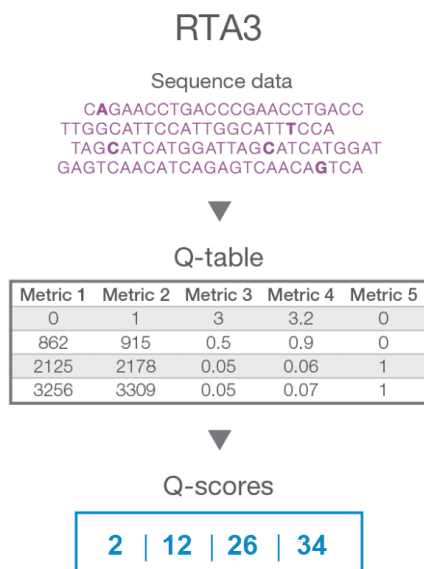 RTA3
Sequence data
CAGAACCTGACCCGAACCTGACC
TTGGCATTCCATTGGCATTTCCA
TAGCATCATGGATTAGCATCATGGAT
GAGTCAACATCAGAGTCAACAGTCA
Q-table
Metric 1 Metric 2 Metric 3 Metric 4 Metric 5
0 1 3 3.2 0
862 915 0.5 0.9 0
2125 2178 0.05 0.06 1
3256 3309 0.05 0.07 1
Q-scores
2 | 12 | 26 | 34